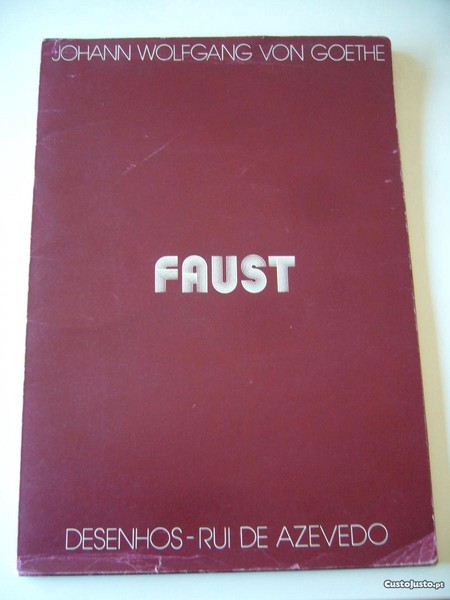 JOHANN WOLFGANG VON GOETHE
FAUST
DESENHOS-RUI DE AZEVEDO
CustoJusto.pt